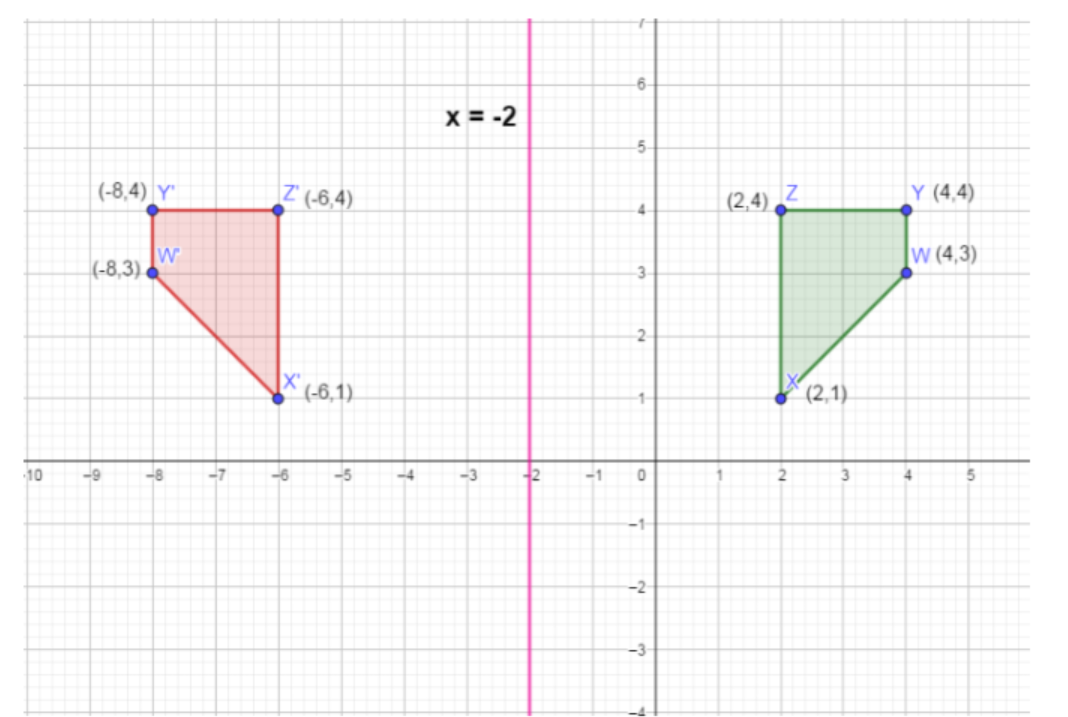 7
6
x = -2
5
(-8,4) Y' Z' (-6,4) (2,4) Z Y (4,4)
4
W' W (4,3)
(-8,3) 3
2
X' (-6,1) X (2,1)
1
-10 -9 -8 -7 -6 -5 -4 -3 -2 -1 0 1 2 3 4 5
-1
-2
-3
-4